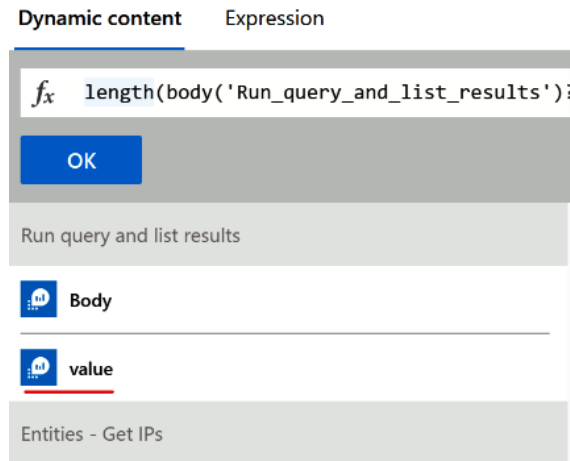 Dynamic content Expression
fx length(body('Run_query_and_list_results')?
OK
Run query and list results
Body
value
Entities - Get IPs